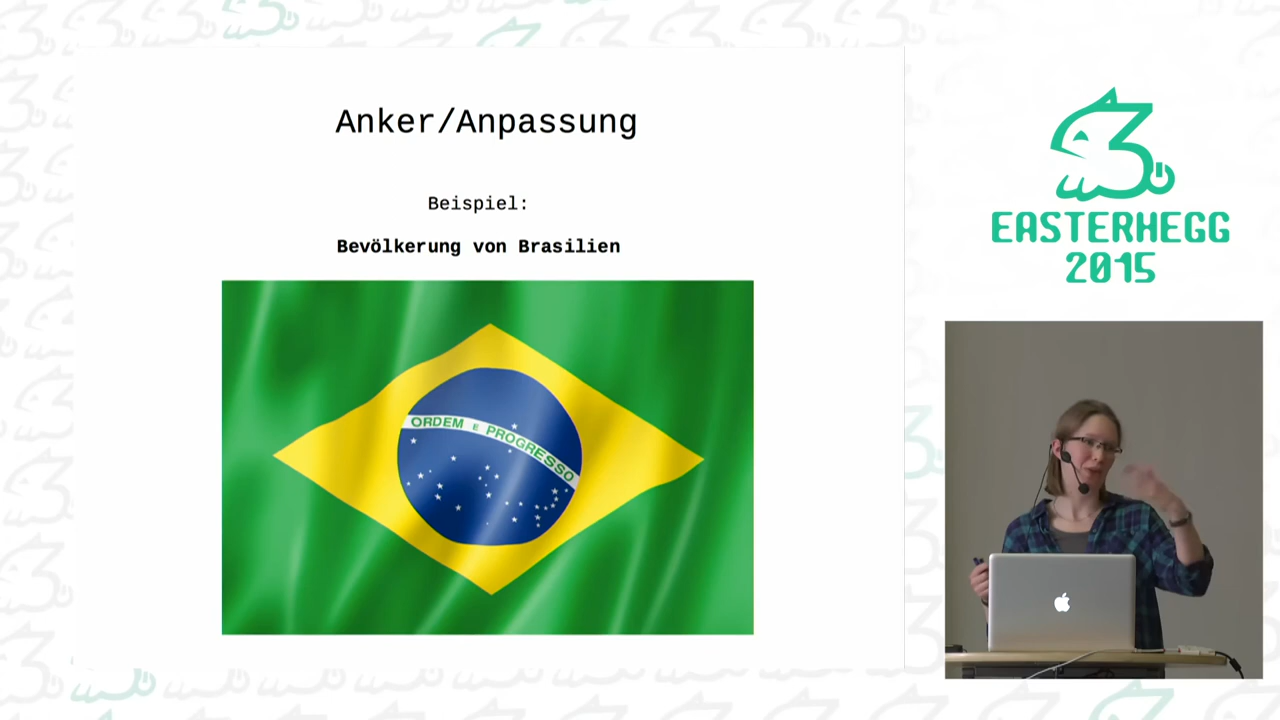 Anker/Anpassung
Beispiel:
Bevölkerung von Brasilien
ORDEM E PROGRESSO
EASTERHEGG
2015